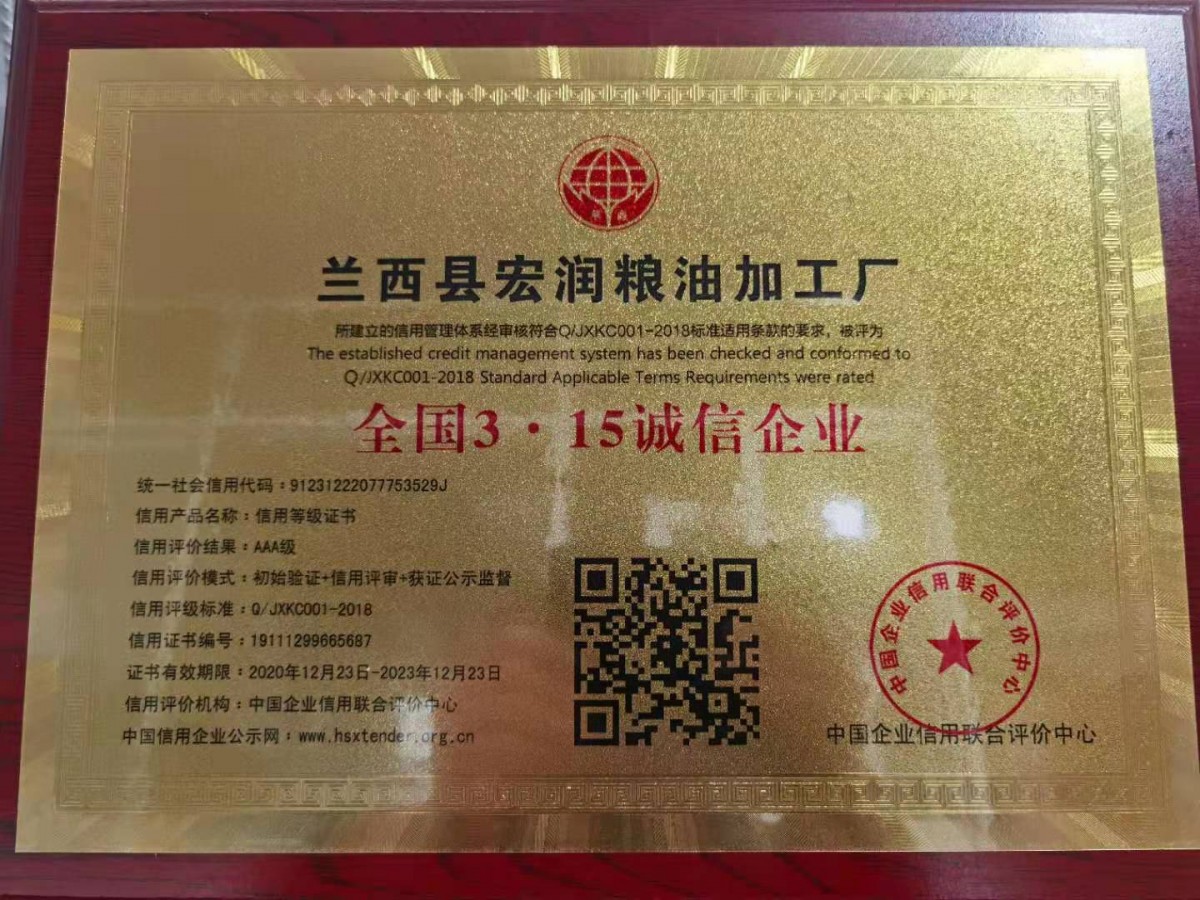 兰西县宏润粮油加工厂
所建立的信用管理体系经审核符合Q/JXKC001-2018标准适用条款的要求，被评为
The established credit management system has been checked and conformed to
Q/JXKC001-2018 Standard Applicable Terms Requirements were rated
全国3·15诚信企业
统一社会信用代码：91231222077753529J
信用产品名称：信用等级证书
信用评价结果：AAA级
信用评价模式：初始验证+信用评审+获证公示监督
信用评级标准：Q/JXKC001-2018
信用证书编号：19111299665687
证书有效期限：2020年12月23日-2023年12月23日
信用评价机构：中国企业信用联合评价中心
中国信用企业公示网：www.hsxtender.org.cn
中国企业信用联合评价中心
中国企业信用联合评价中心